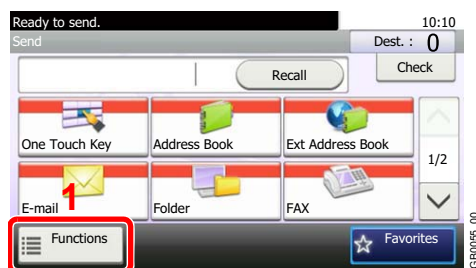 Ready to send. 10:10
Send Dest. : 0
Recall Check
One Touch Key Address Book Ext Address Book
1/2
1
E-mail Folder FAX
Functions Favorites
GS0055_00